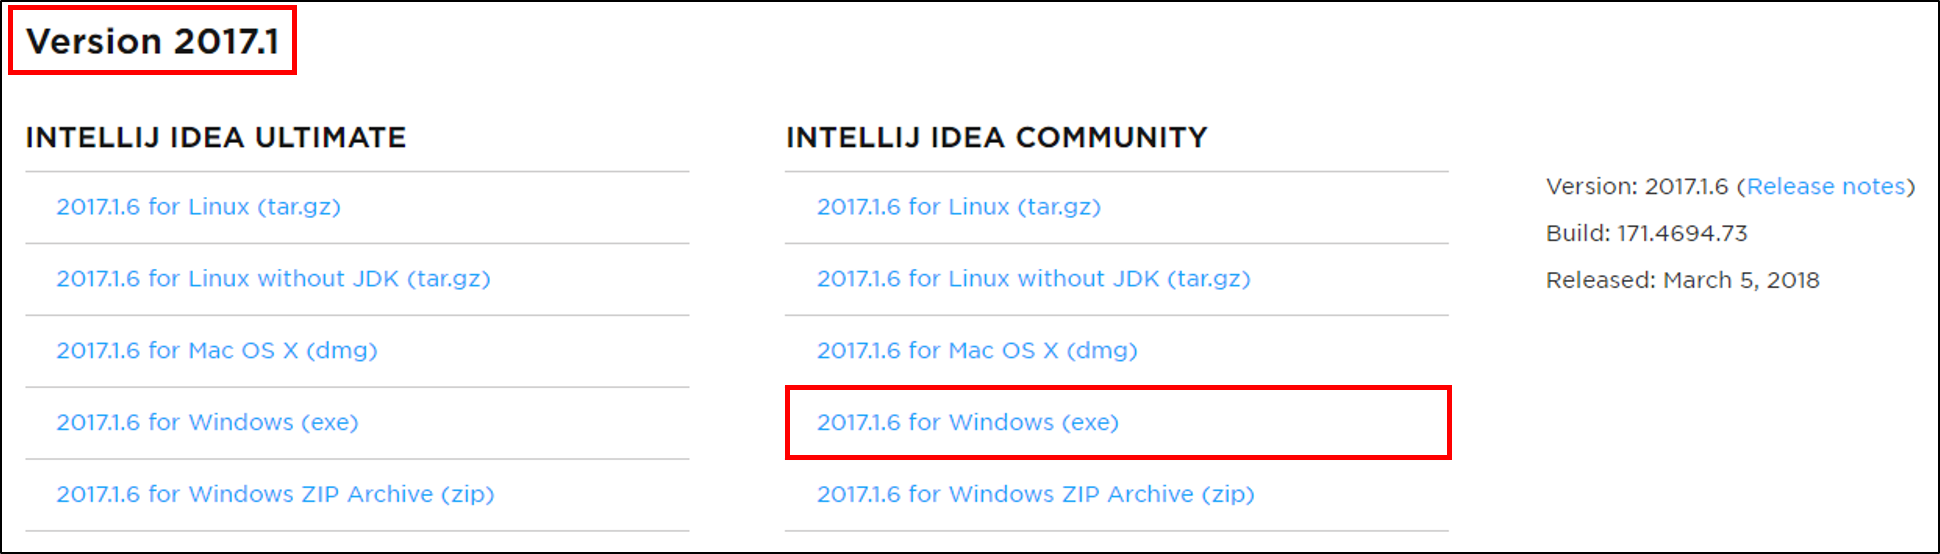 Version 2017.1
INTELLIJ IDEA ULTIMATE
2017.1.6 for Linux (tar.gz)
2017.1.6 for Linux without JDK (tar.gz)
2017.1.6 for Mac OS X (dmg)
2017.1.6 for Windows (exe)
2017.1.6 for Windows ZIP Archive (zip)
INTELLIJ IDEA COMMUNITY
2017.1.6 for Linux (tar.gz)
2017.1.6 for Linux without JDK (tar.gz)
2017.1.6 for Mac OS X (dmg)
2017.1.6 for Windows (exe)
2017.1.6 for Windows ZIP Archive (zip)
Version: 2017.1.6 (Release notes)
Build: 171.4694.73
Released: March 5, 2018